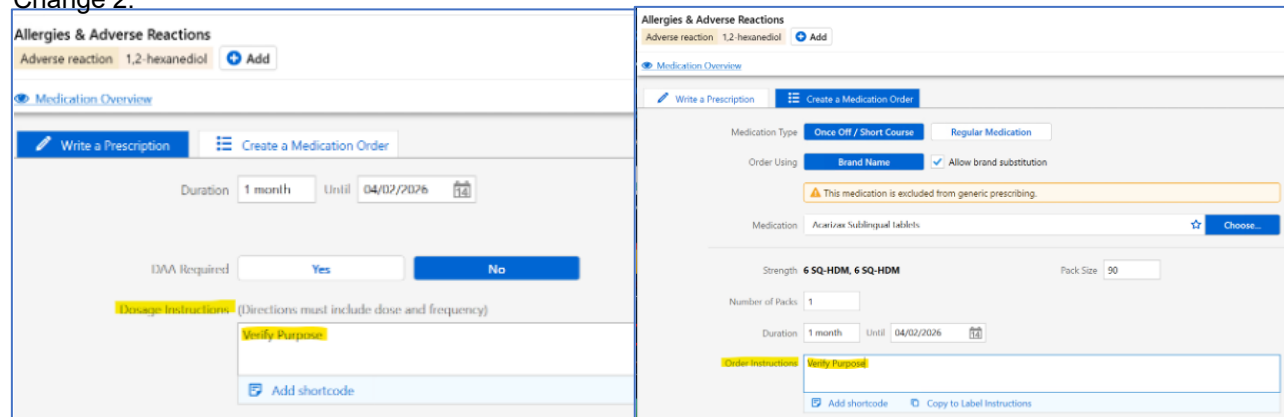 Change 2:
Allergies & Adverse Reactions
Adverse reaction 1,2-hexanediol Add
Medication Overview
Write a Prescription Create a Medication Order
Duration 1 month Until 04/02/2026 14
DAA Required Yes No
Dosage Instructions (Directions must include dose and frequency)
Verify Purpose
Add shortcode
Allergies & Adverse Reactions
Adverse reaction 1,2-hexanediol Add
Medication Overview
Write a Prescription Create a Medication Order
Medication Type Once Off / Short Course Regular Medication
Order Using Brand Name Allow brand substitution
This medication is excluded from generic prescribing.
Medication Acarizax Sublingual tablets Choose...
Strength 6 SQ-HDM, 6 SQ-HDM Pack Size 90
Number of Packs 1
Duration 1 month Until 04/02/2026 14
Order Instructions Verify Purpose
Add shortcode Copy to Label Instructions